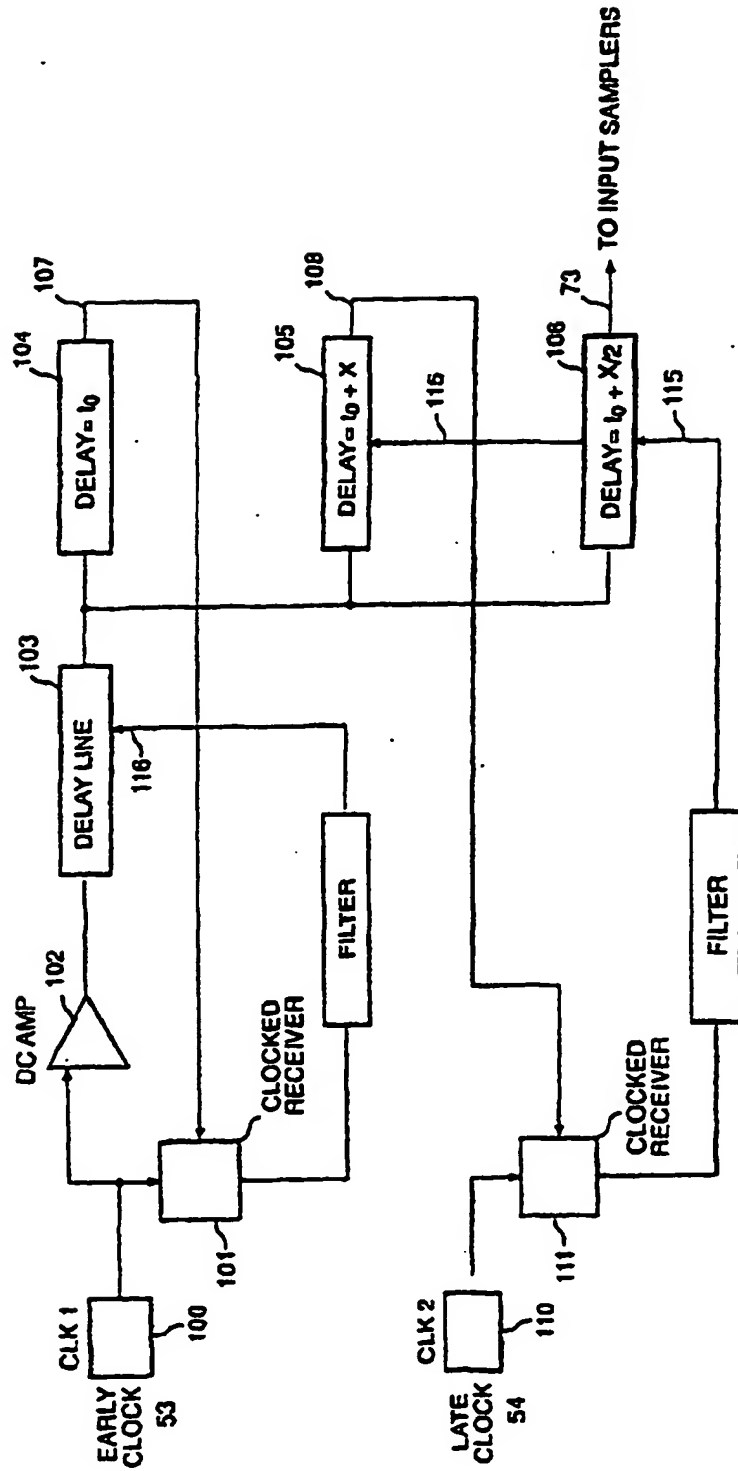 EARLY
CLOCK
53
CLK 1
100
DC AMP
102
101
CLOCKED
RECEIVER
FILTER
116
DELAY LINE
103
DELAY = t₀
104
107
LATE
CLOCK
54
CLK 2
110
111
CLOCKED
RECEIVER
FILTER
115
DELAY = t₀ + X
105
108
116
DELAY = t₀ + X/2
106
73
TO INPUT SAMPLERS